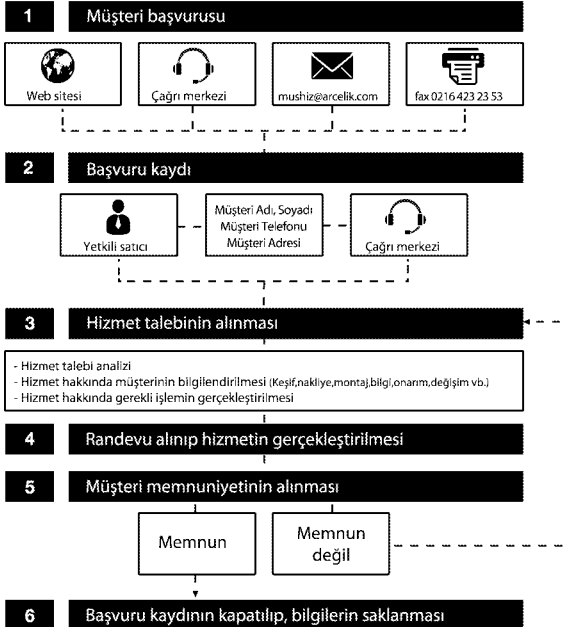 1 Müşteri başvurusu
Web sitesi
Çağrı merkezi
mushiz@arcelik.com
fax 0216 423 23 53
2 Başvuru kaydı
Yetkili satıcı
Müşteri Adı, Soyadı
Müşteri Telefonu
Müşteri Adresi
Çağrı merkezi
3 Hizmet talebinin alınması
- Hizmet talebi analizi
- Hizmet hakkında müşterinin bilgilendirilmesi (Keşif,nakliye,montaj,bilgi,onarım,değişim vb.)
- Hizmet hakkında gerekli işlemin gerçekleştirilmesi
4 Randevu alınıp hizmetin gerçekleştirilmesi
5 Müşteri memnuniyetinin alınması
Memnun
Memnun
değil
6 Başvuru kaydının kapatılıp, bilgilerin saklanması